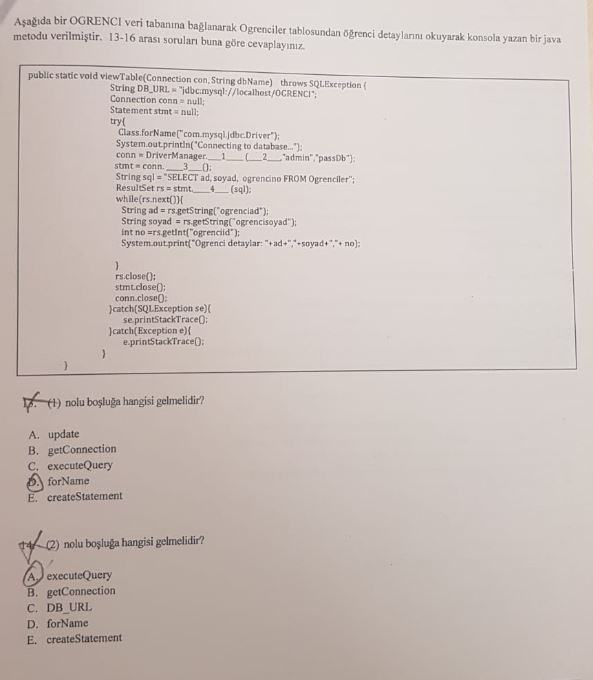 Aşağıda bir OGRENCI veri tabanına bağlanarak Ogrenciler tablosundan öğrenci detaylarını okuyarak konsola yazan bir java
metodu verilmiştir. 13-16 arası soruları buna göre cevaplayınız.
public static void viewTable(Connection con, String dbName) throws SQLException {
String DB_URL = "jdbc:mysql://localhost/OGRENCI";
Connection conn = null;
Statement stmt = null;
try{
Class.forName("com.mysql.jdbc.Driver");
System.out.println("Connecting to database...");
conn = DriverManager.___1___(___2___,"admin","passDb");
stmt = conn.___3___();
String sql = "SELECT ad, soyad, ogrencino FROM Ogrenciler";
ResultSet rs = stmt.___4___(sql);
while(rs.next()){
String ad = rs.getString("ogrenciad");
String soyad = rs.getString("ogrencisoyad");
int no =rs.getInt("ogrenciid");
System.out.print("Ogrenci detaylar: "+ad+","+soyad+","+ no);
}
rs.close();
stmt.close();
conn.close();
}catch(SQLException se){
se.printStackTrace();
}catch(Exception e){
e.printStackTrace();
}
}
(1) nolu boşluğa hangisi gelmelidir?
A. update
B. getConnection
C. executeQuery
D. forName
E. createStatement
14. (2) nolu boşluğa hangisi gelmelidir?
A. executeQuery
B. getConnection
C. DB_URL
D. forName
E. createStatement